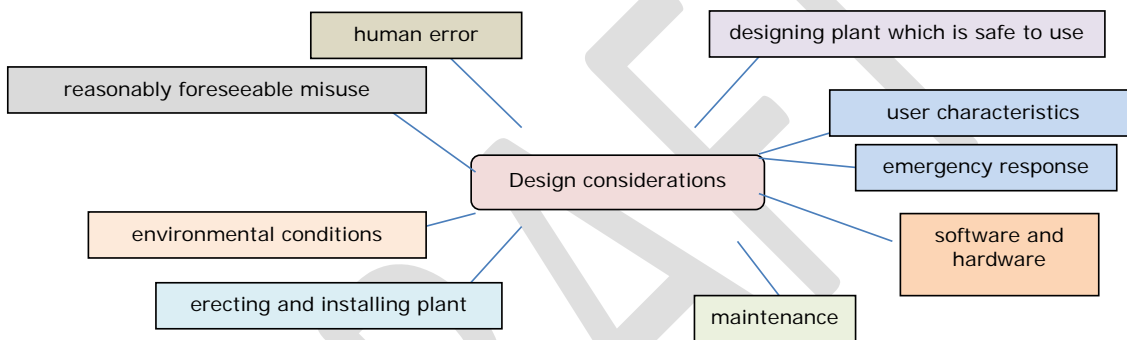 human error
designing plant which is safe to use
reasonably foreseeable misuse
user characteristics
emergency response
Design considerations
environmental conditions
software and
hardware
erecting and installing plant
maintenance